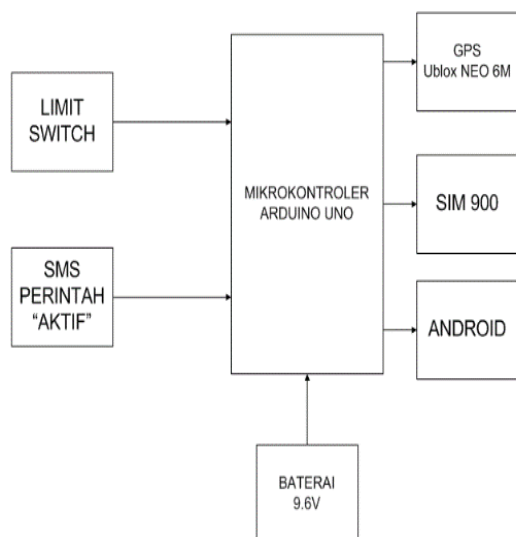 LIMIT
SWITCH
SMS
PERINTAH
“AKTIF”
MIKROKONTROLER
ARDUINO UNO
GPS
Ublox NEO 6M
SIM 900
ANDROID
BATERAI
9.6V